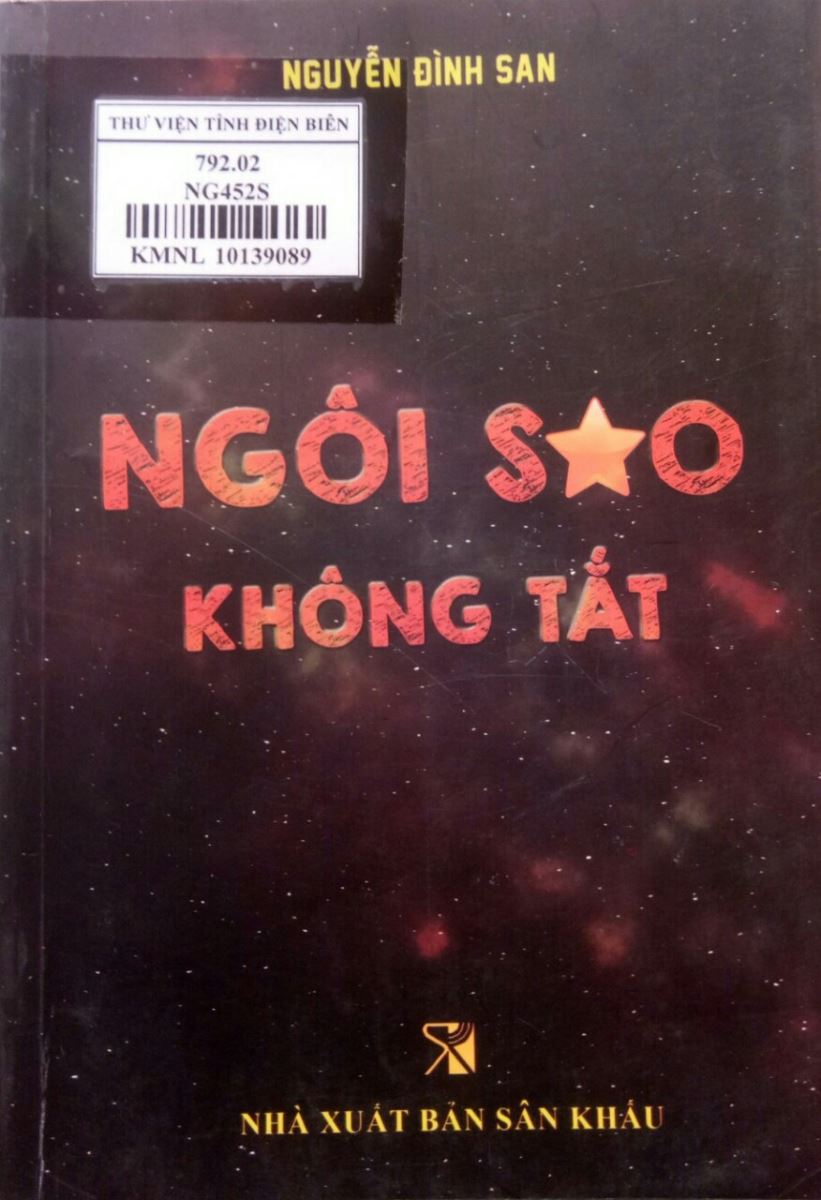 NGUYỄN ĐÌNH SAN
THƯ VIỆN TỈNH ĐIỆN BIÊN
792.02
NG452S
KMNL 10139089
NGÔI SAO
KHÔNG TẮT
NHÀ XUẤT BẢN SÂN KHẤU